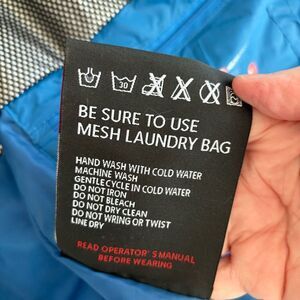 30
BE SURE TO USE
MESH LAUNDRY BAG
HAND WASH WITH COLD WATER
MACHINE WASH
GENTLE CYCLE IN COLD WATER
DO NOT IRON
DO NOT BLEACH
DO NOT DRY CLEAN
DO NOT WRING OR TWIST
LINE DRY
READ OPERATOR'S MANUAL
BEFORE WEARING